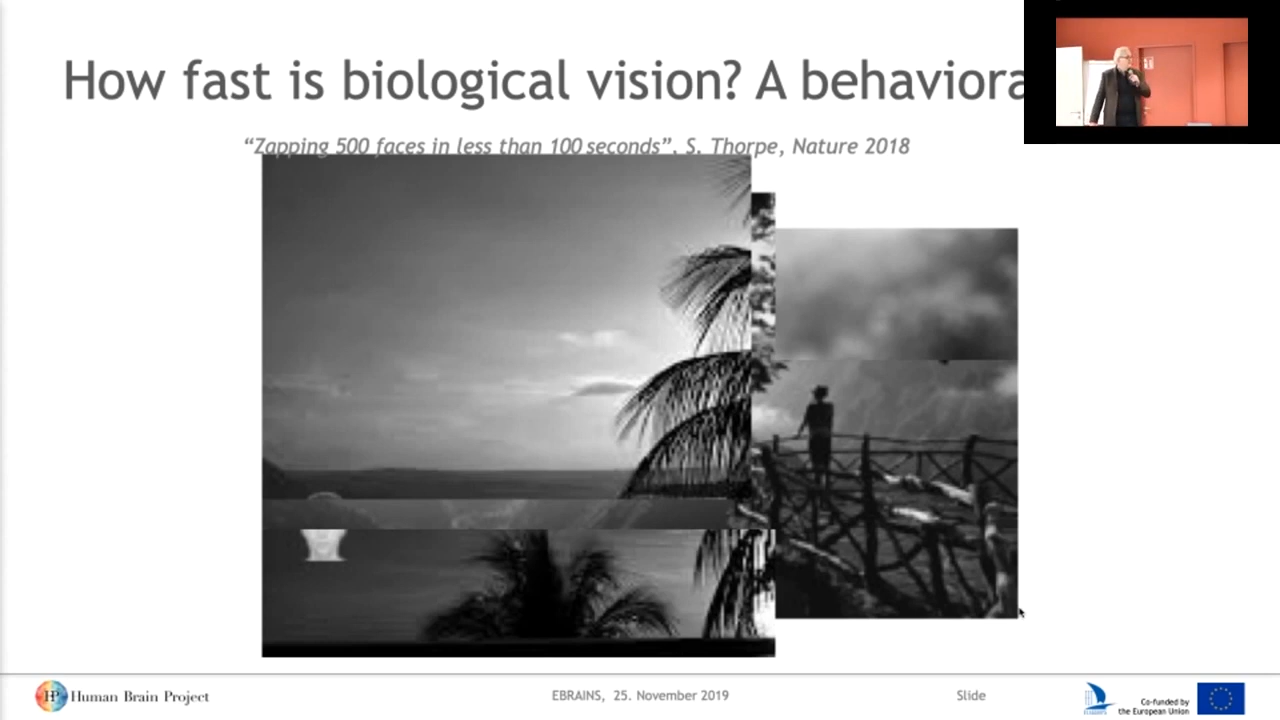 How fast is biological vision? A behaviora
“Zapping 500 faces in less than 100 seconds”, S. Thorpe, Nature 2018
HP Human Brain Project
EBRAINS, 25. November 2019
Slide
Co-funded by
the European Union